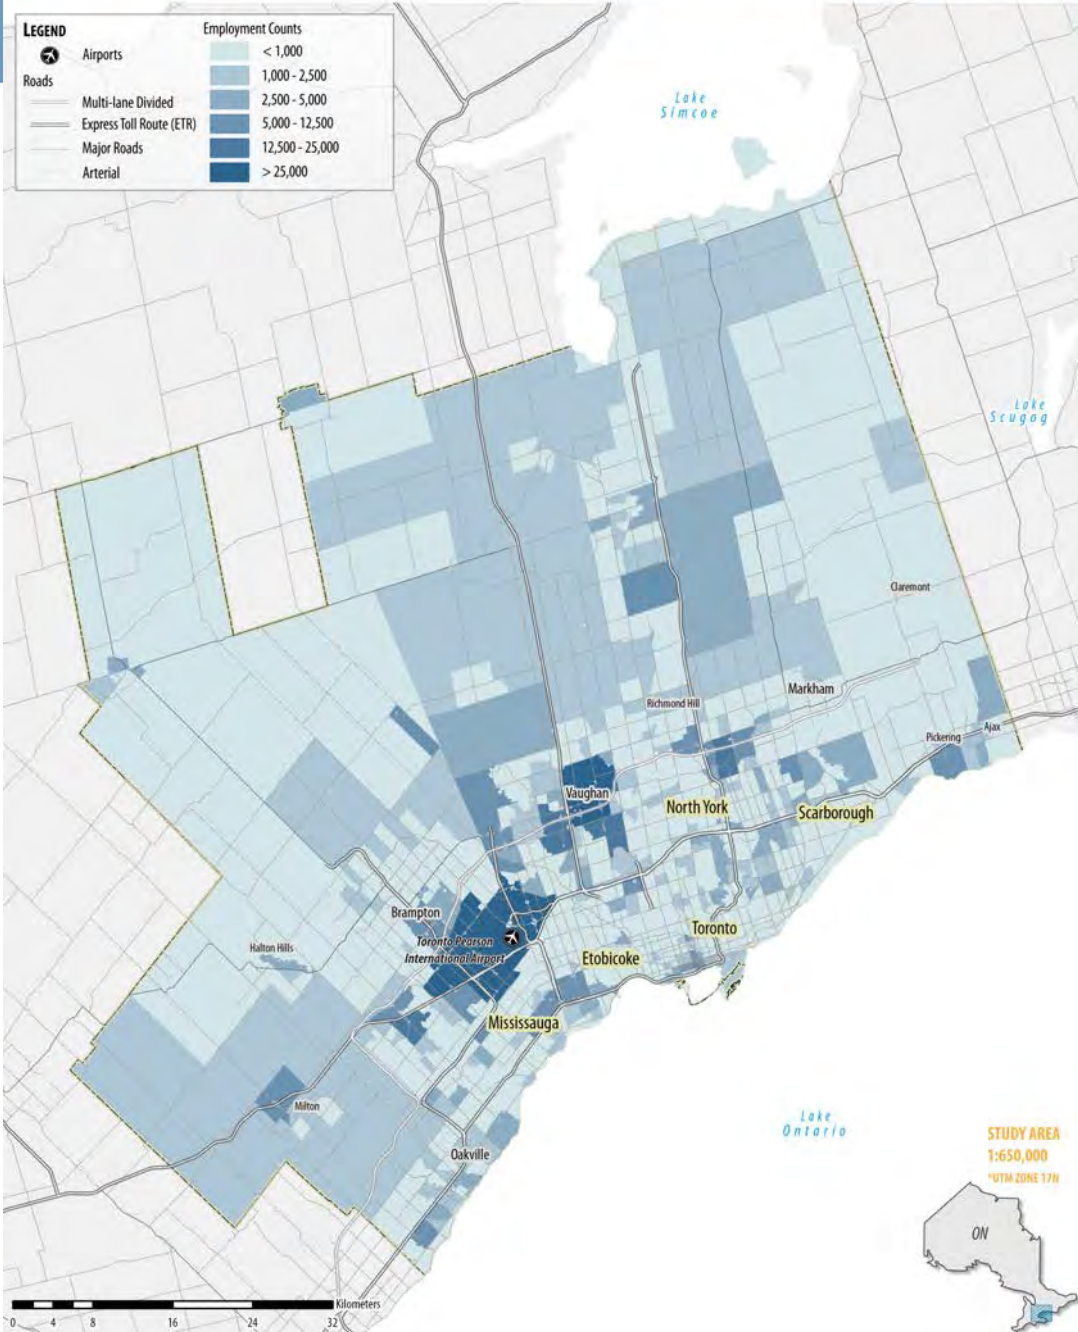 LEGEND
Airports
Roads
Multi-lane Divided
Express Toll Route (ETR)
Major Roads
Arterial
Employment Counts
< 1,000
1,000 - 2,500
2,500 - 5,000
5,000 - 12,500
12,500 - 25,000
> 25,000
Lake
Simcoe
Lake
Scugog
Claremont
Markham
Richmond Hill
Ajax
Pickering
Vaughan
North York
Scarborough
Brampton
Toronto
Toronto Pearson
International Airport
Halton Hills
Etobicoke
Mississauga
Milton
Oakville
Lake
Ontario
STUDY AREA
1:650,000
*UTM ZONE 17N
ON
Kilometers
0 4 8 16 24 32